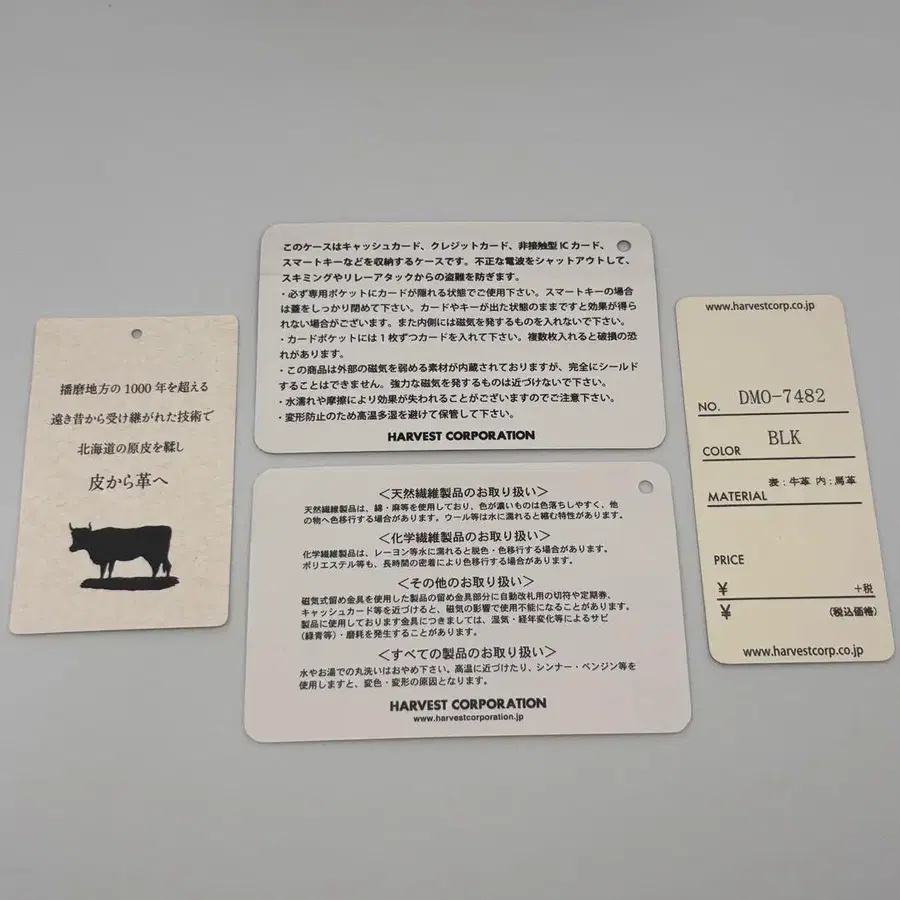 播磨地方の1000年を超える
遠き昔から受け継がれた技術で
北海道の原皮を鞣し
皮から革へ
このケースはキャッシュカード、クレジットカード、非接触型ICカード、
スマートキーなどを収納するケースです。不正な電波をシャットアウトして、
スキミングやリレーアタックからの盗難を防ぎます。
・必ず専用ポケットにカードが隠れる状態でご使用下さい。スマートキーの場合
は蓋をしっかり閉めて下さい。カードやキーが出た状態のままですと効果が得ら
れない場合がございます。また内側には磁気を発するものを入れないで下さい。
・カードポケットには1枚ずつカードを入れて下さい。複数枚入れると破損の恐
れがあります。
・この商品は外部の磁気を弱める素材が内蔵されておりますが、完全にシールド
することはできません。強力な磁気を発するものは近づけないで下さい。
・水濡れや摩擦により効果が失われることがございますのでご注意下さい。
・変形防止のため高温多湿を避けて保管して下さい。
HARVEST CORPORATION
＜天然繊維製品のお取り扱い＞
天然繊維製品は、綿・麻等を使用しており、色が濃いものは色落ちしやすく、他
の物へ色移行する場合があります。ウール等は水に濡れると縮む特性があります。
＜化学繊維製品のお取り扱い＞
化学繊維製品は、レーヨン等水に濡れると脱色・色移行する場合があります。
ポリエステル等も、長時間の密着により色移行する場合があります。
＜その他のお取り扱い＞
磁気式留め金具を使用した製品の留め金具部分に自動改札用の切符や定期券、
キャッシュカード等を近づけると、磁気の影響で使用不能になることがあります。
製品に使用しております金具につきましては、湿気・経年変化等によるサビ
(緑青等)・磨耗を発生することがあります。
＜すべての製品のお取り扱い＞
水やお湯での丸洗いはおやめ下さい。高温に近づけたり、シンナー・ベンジン等を
使用しますと、変色・変形の原因となります。
HARVEST CORPORATION
www.harvestcorporation.jp
www.harvestcorp.co.jp
NO. DMO-7482
COLOR BLK
表：牛革 内：馬革
MATERIAL
PRICE
¥ +税
¥ (税込価格)
www.harvestcorp.co.jp